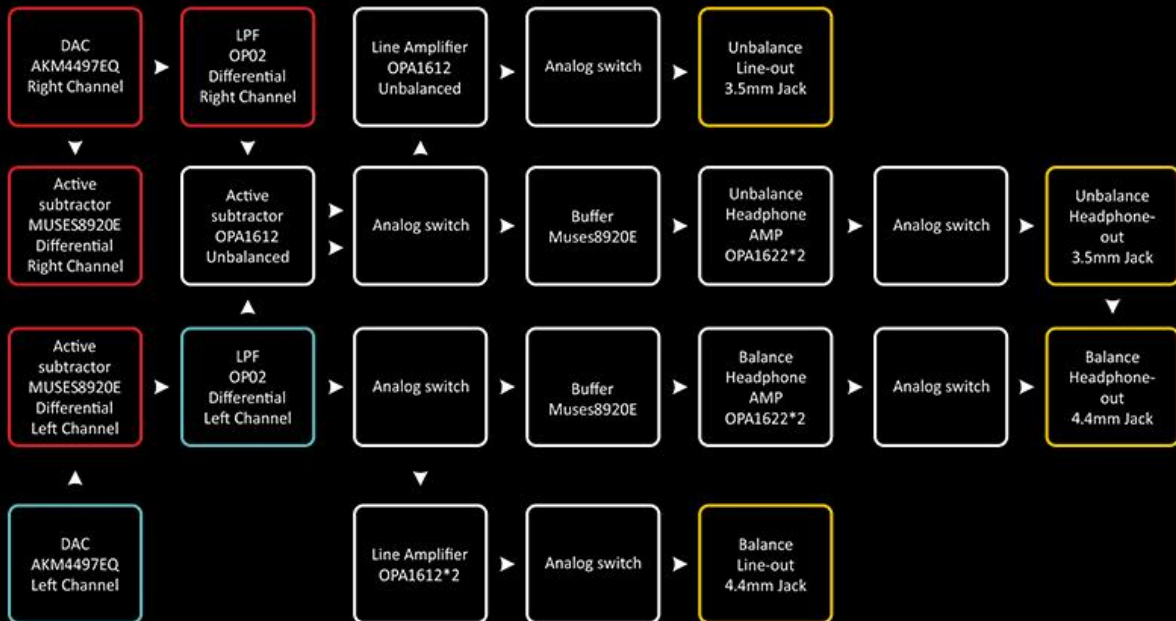 DAC
AKM4497EQ
Right Channel
LPF
OP02
Differential
Right Channel
Line Amplifier
OPA1612
Unbalanced
Analog switch
Unbalance
Line-out
3.5mm Jack
Active
subtractor
MUSES8920E
Differential
Right Channel
Active
subtractor
OPA1612
Unbalanced
Analog switch
Buffer
Muses8920E
Unbalance
Headphone
AMP
OPA1622*2
Analog switch
Unbalance
Headphone-
out
3.5mm Jack
Active
subtractor
MUSES8920E
Differential
Left Channel
LPF
OP02
Differential
Left Channel
Analog switch
Buffer
Muses8920E
Balance
Headphone
AMP
OPA1622*2
Analog switch
Balance
Headphone-
out
4.4mm Jack
DAC
AKM4497EQ
Left Channel
Line Amplifier
OPA1612*2
Analog switch
Balance
Line-out
4.4mm Jack